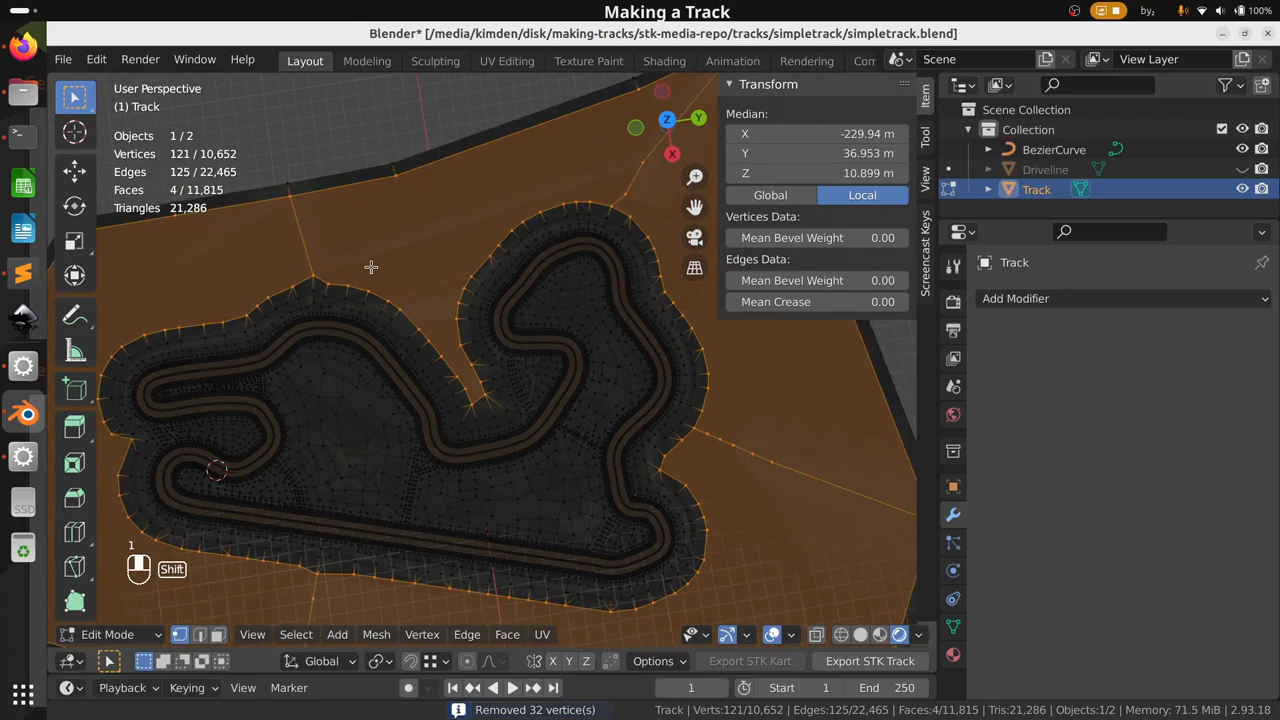 Making a Track
by₂
100%
Blender* [/media/kimden/disk/making-tracks/stk-media-repo/tracks/simpletrack/simpletrack.blend]
File Edit Render Window Help Layout Modeling Sculpting UV Editing Texture Paint Shading Animation Rendering Com Scene View Layer
User Perspective
(1) Track
Objects 1 / 2
Vertices 121 / 10,652
Edges 125 / 22,465
Faces 4 / 11,815
Triangles 21,286
Z
Y
X
Transform
Median:
X -229.94 m
Y 36.953 m
Z 10.899 m
Global Local
Vertices Data:
Mean Bevel Weight 0.00
Edges Data:
Mean Bevel Weight 0.00
Mean Crease 0.00
Item
Tool
View
Screencast Keys
Scene Collection
Collection
BezierCurve
Driveline
Track
Track
Add Modifier
SSD
1
Shift
Edit Mode View Select Add Mesh Vertex Edge Face UV
Global X Y Z Options Export STK Kart Export STK Track
Playback Keying View Marker 1 Start 1 End 250
Removed 32 vertice(s)
Track | Verts:121/10,652 | Edges:125/22,465 | Faces:4/11,815 | Tris:21,286 | Objects:1/2 | Memory: 71.5 MiB | 2.93.18